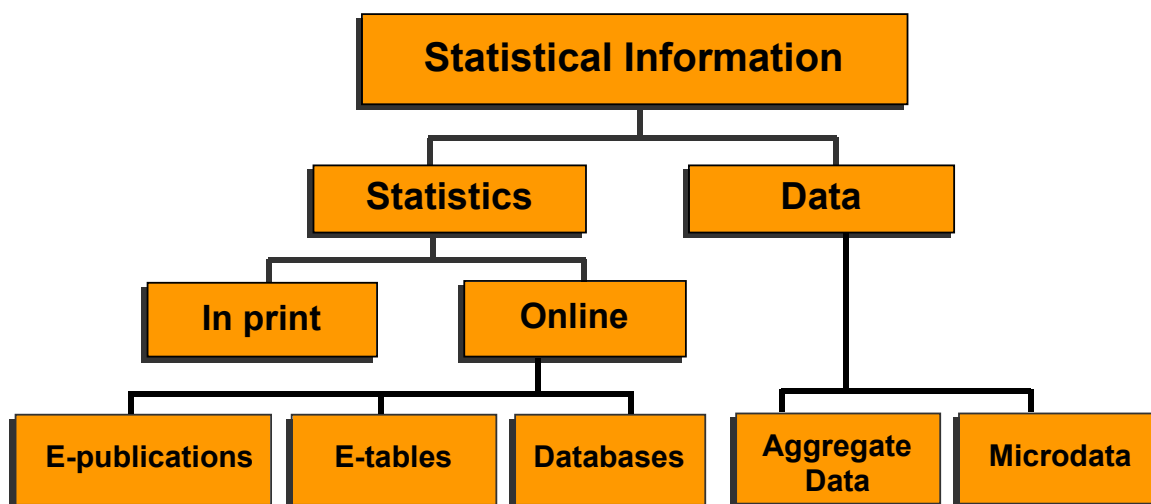 Statistical Information
Statistics
Data
In print
Online
E-publications
E-tables
Databases
Aggregate
Data
Microdata